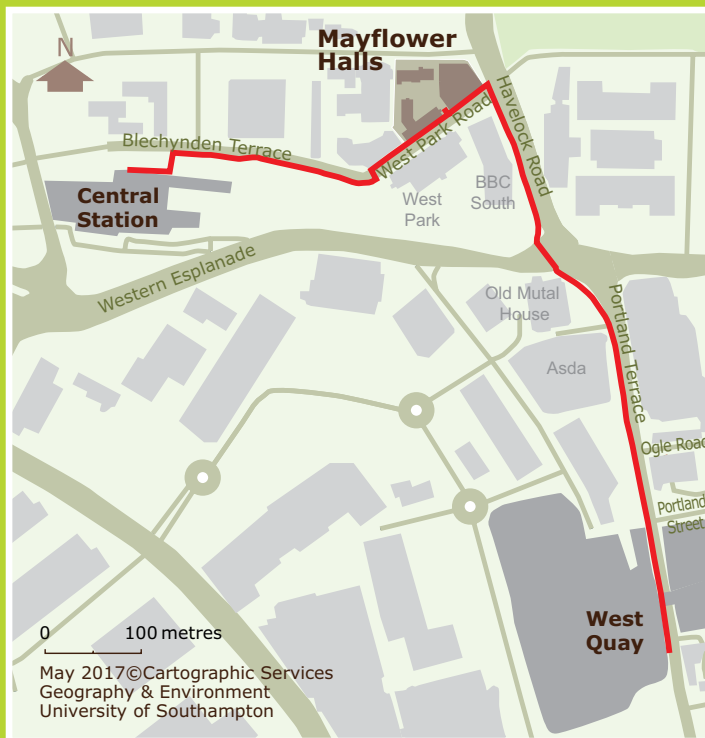 N
Mayflower
Halls
Havelock Road
Blechynden Terrace
West Park Road
Central
Station
West
Park
BBC
South
Western Esplanade
Old Mutal
House
Portland Terrace
Asda
Ogle Road
Portland
Street
West
Quay
0 100 metres
May 2017©Cartographic Services
Geography & Environment
University of Southampton